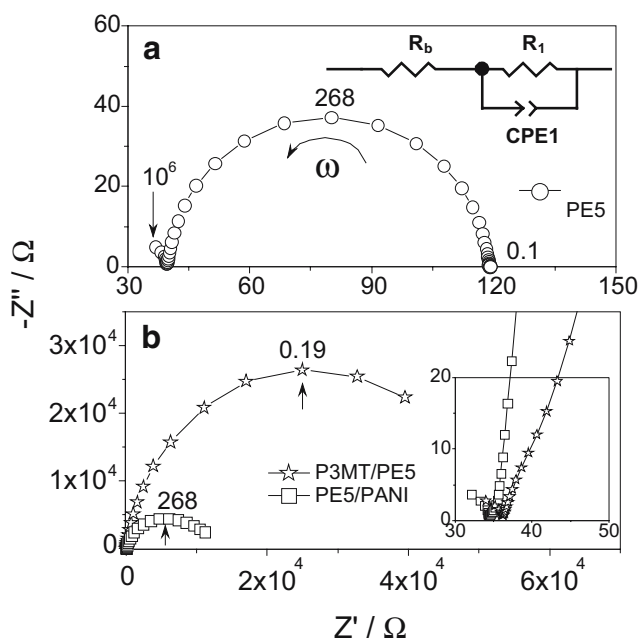 a
R_b
R_1
CPE1
60
40
20
0
268
10^6
ω
PE5
0.1
30
60
90
120
150
-Z'' / Ω
b
3x10^4
2x10^4
1x10^4
0
0.19
P3MT/PE5
PE5/PANI
268
20
10
0
30
40
50
0
2x10^4
4x10^4
6x10^4
Z' / Ω